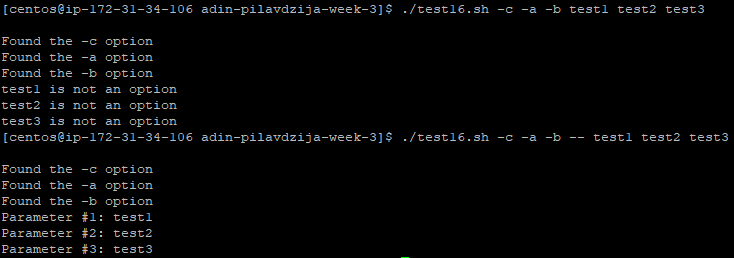 [centos@ip-172-31-34-106 adin-pilavdzija-week-3]$ ./test16.sh -c -a -b test1 test2 test3
Found the -c option
Found the -a option
Found the -b option
test1 is not an option
test2 is not an option
test3 is not an option
[centos@ip-172-31-34-106 adin-pilavdzija-week-3]$ ./test16.sh -c -a -b -- test1 test2 test3
Found the -c option
Found the -a option
Found the -b option
Parameter #1: test1
Parameter #2: test2
Parameter #3: test3